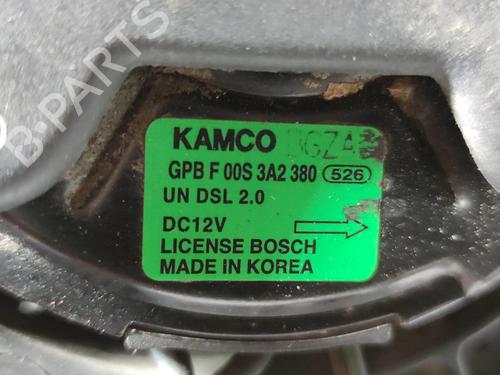 KAMCO
GPB F 00S 3A2 380 526
UN DSL 2.0
DC12V
LICENSE BOSCH
MADE IN KOREA
B-PARTS